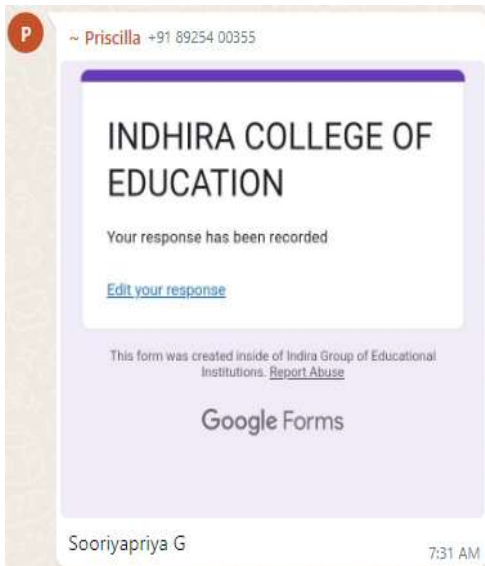 P
~ Priscilla +91 89254 00355
INDHIRA COLLEGE OF
EDUCATION
Your response has been recorded
Edit your response
This form was created inside of Indira Group of Educational
Institutions. Report Abuse
Google Forms
Sooriyapriya G
7:31 AM